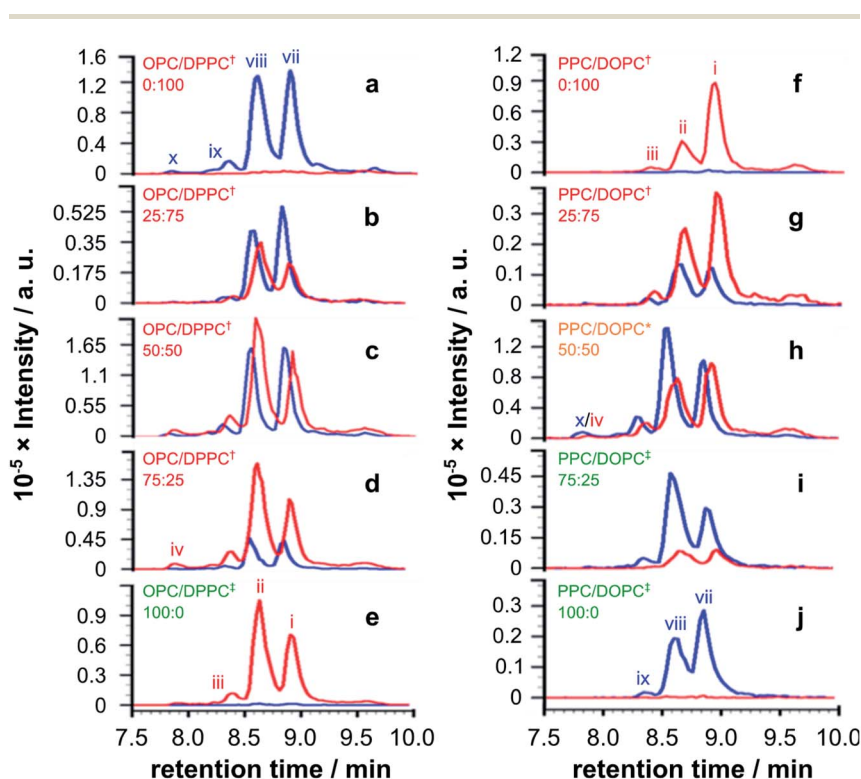 10⁻⁵ × Intensity / a. u.
1.6
1.2
0.8
0.4
0
OPC/DPPC†
0:100
viii
vii
a
x
ix
0.525
0.35
0.175
0
OPC/DPPC†
25:75
b
1.65
1.1
0.55
0
OPC/DPPC†
50:50
c
1.35
0.9
0.45
0
OPC/DPPC†
75:25
d
iv
0.9
0.6
0.3
0
OPC/DPPC‡
100:0
ii
e
i
iii
7.5 8.0 8.5 9.0 9.5 10.0
retention time / min
10⁻⁵ × Intensity / a. u.
1.2
0.9
0.6
0.3
0
PPC/DOPC†
0:100
i
f
ii
iii
0.3
0.2
0.1
0
PPC/DOPC†
25:75
g
1.2
0.8
0.4
0
PPC/DOPC*
50:50
h
x/iv
0.45
0.3
0.15
0
PPC/DOPC‡
75:25
i
0.3
0.2
0.1
0
PPC/DOPC‡
100:0
viii
vii
j
ix
7.5 8.0 8.5 9.0 9.5 10.0
retention time / min